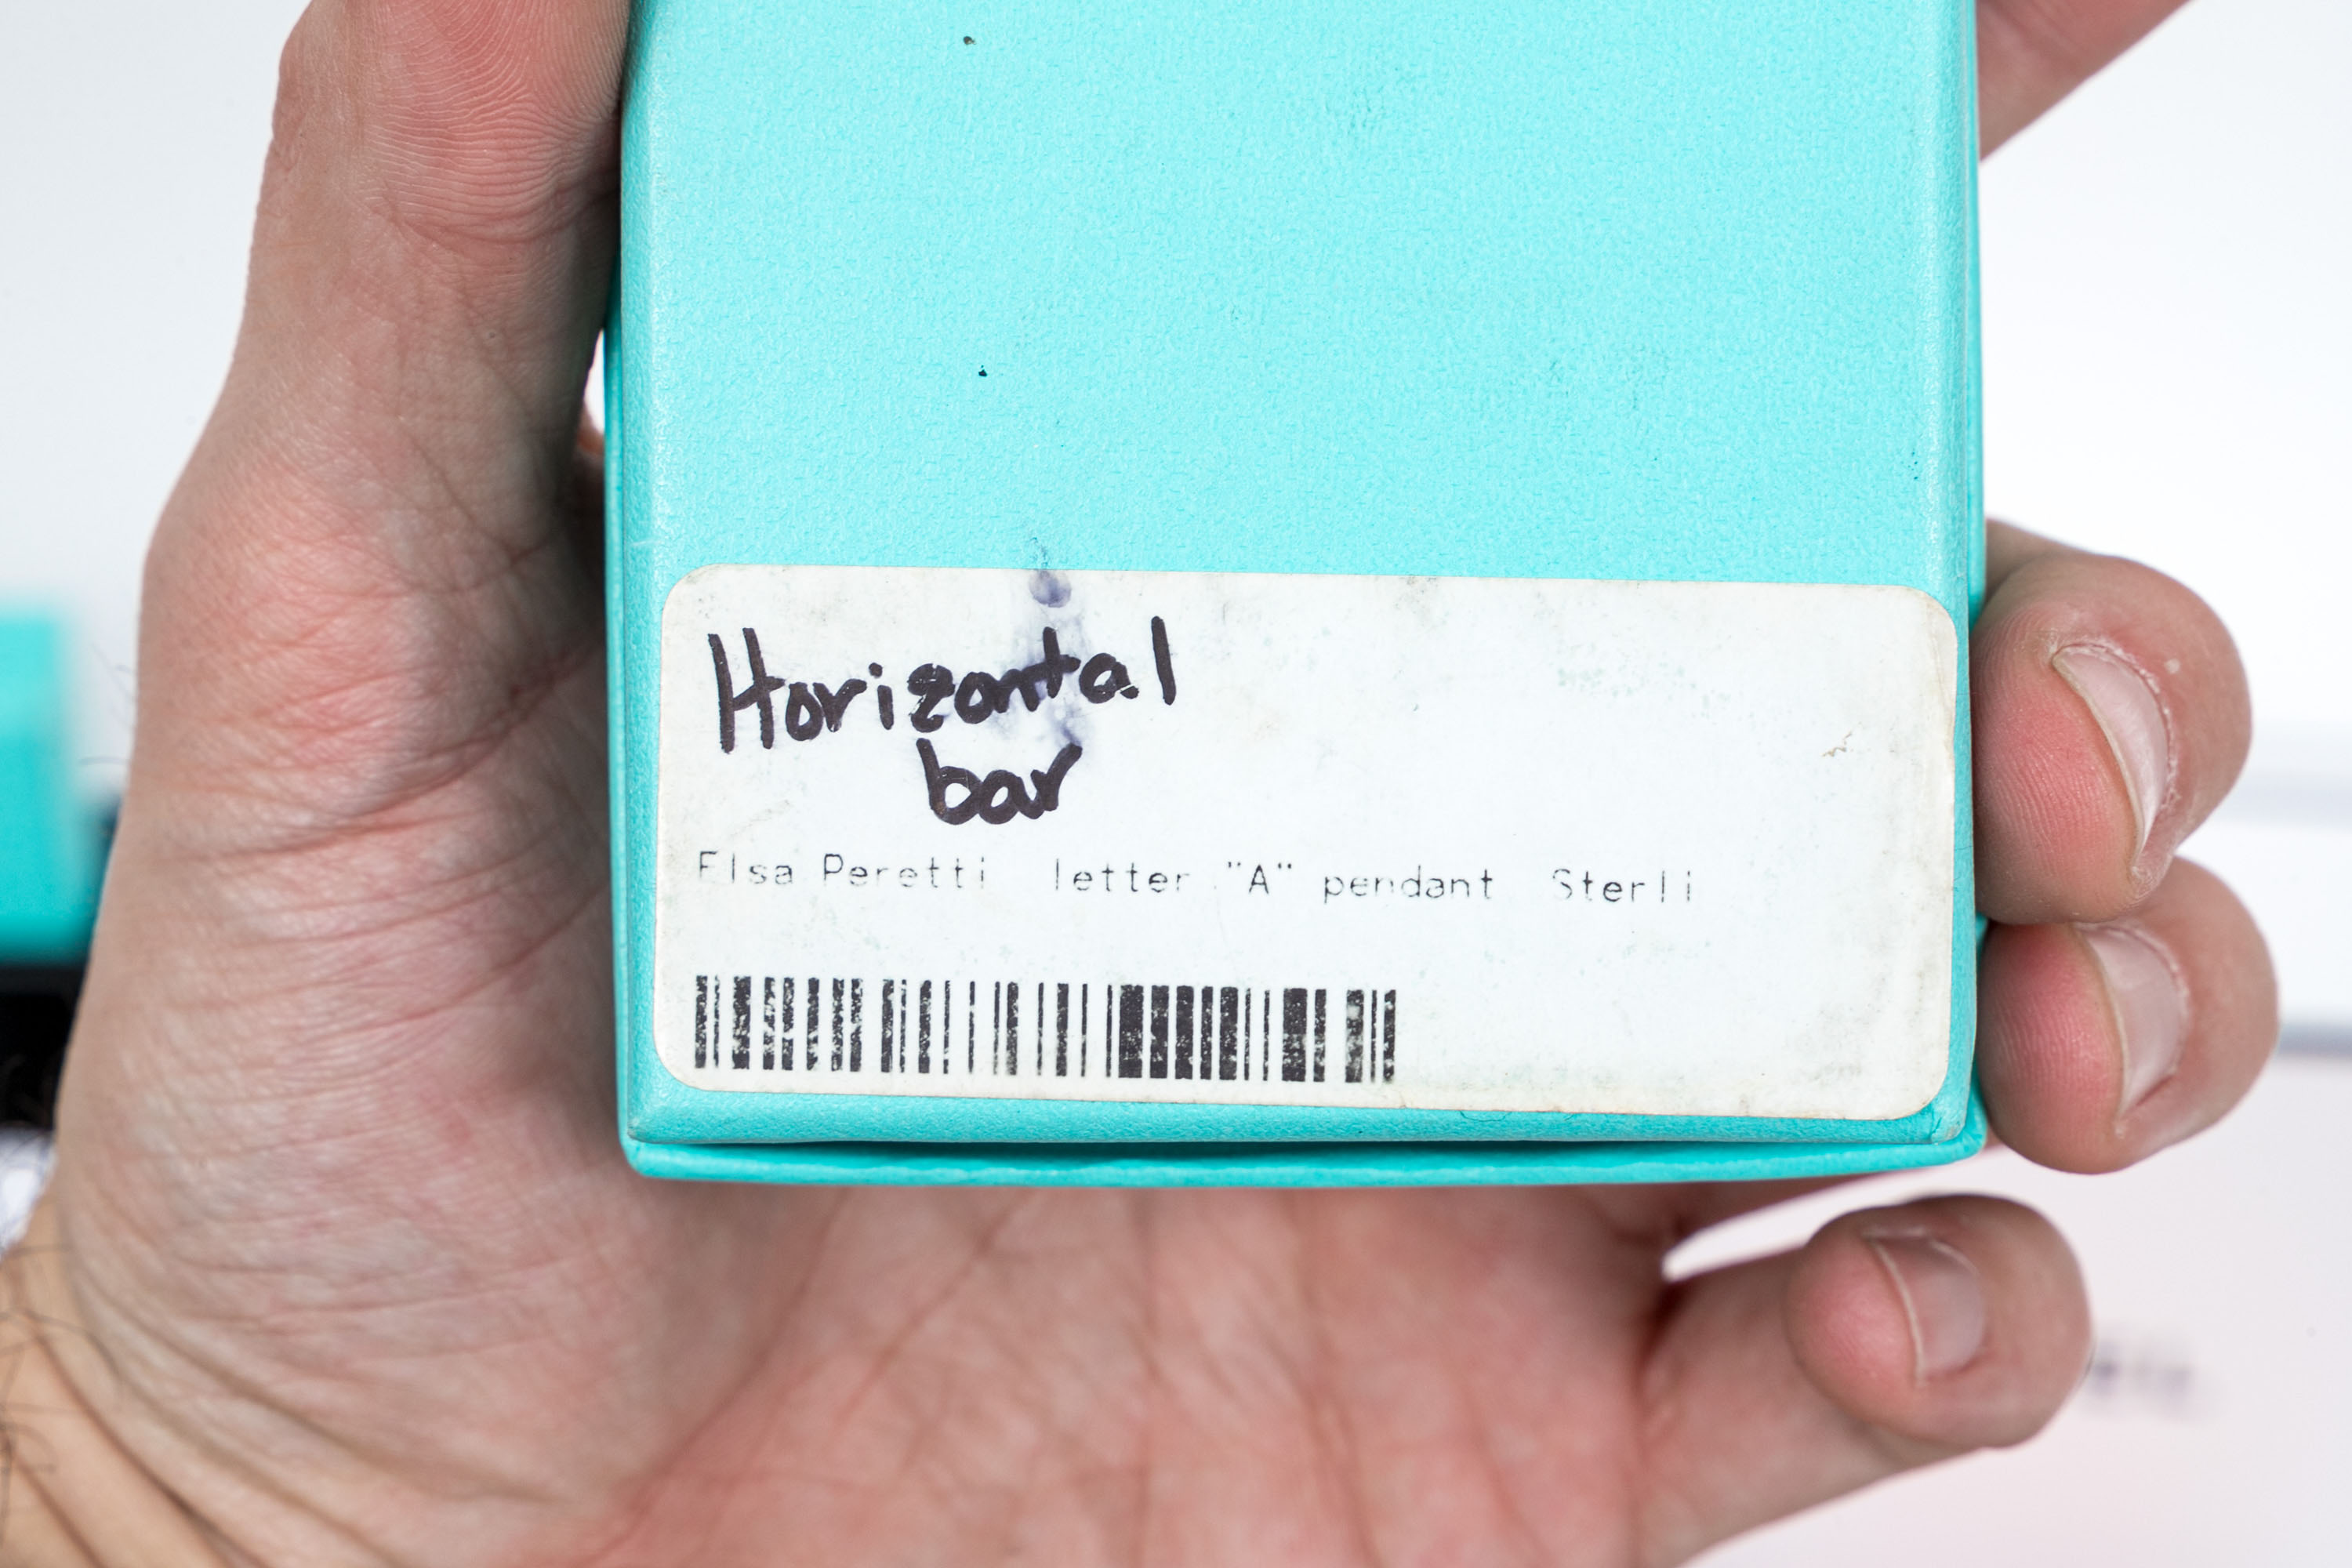 Horizontal
bar
Elsa Peretti letter "A" pendant Sterli